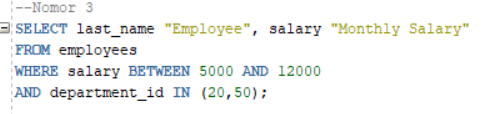 --Nomor 3
SELECT last_name "Employee", salary "Monthly Salary"
FROM employees
WHERE salary BETWEEN 5000 AND 12000
AND department_id IN (20,50);